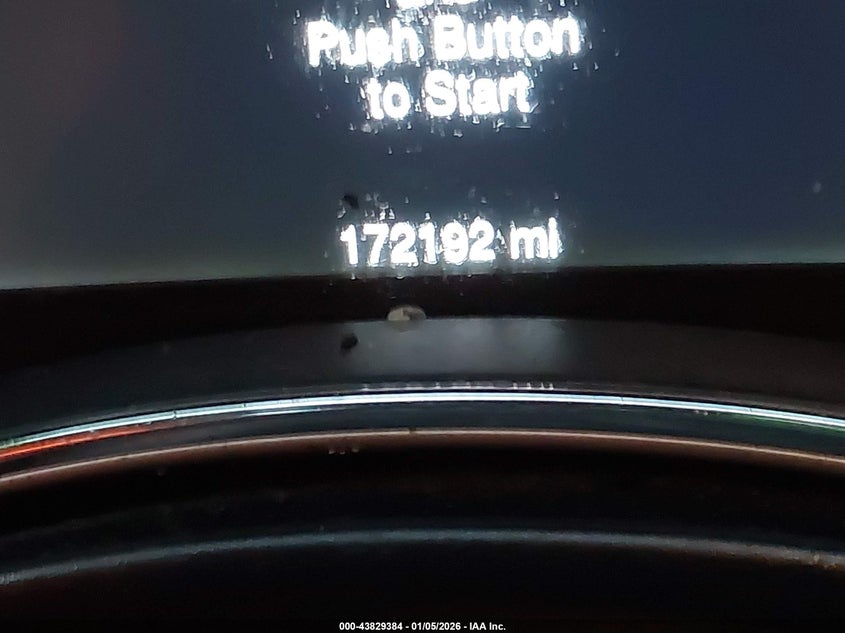 Push Button
to Start
172192 mi
000-43829384 - 01/05/2026 - IAA Inc.